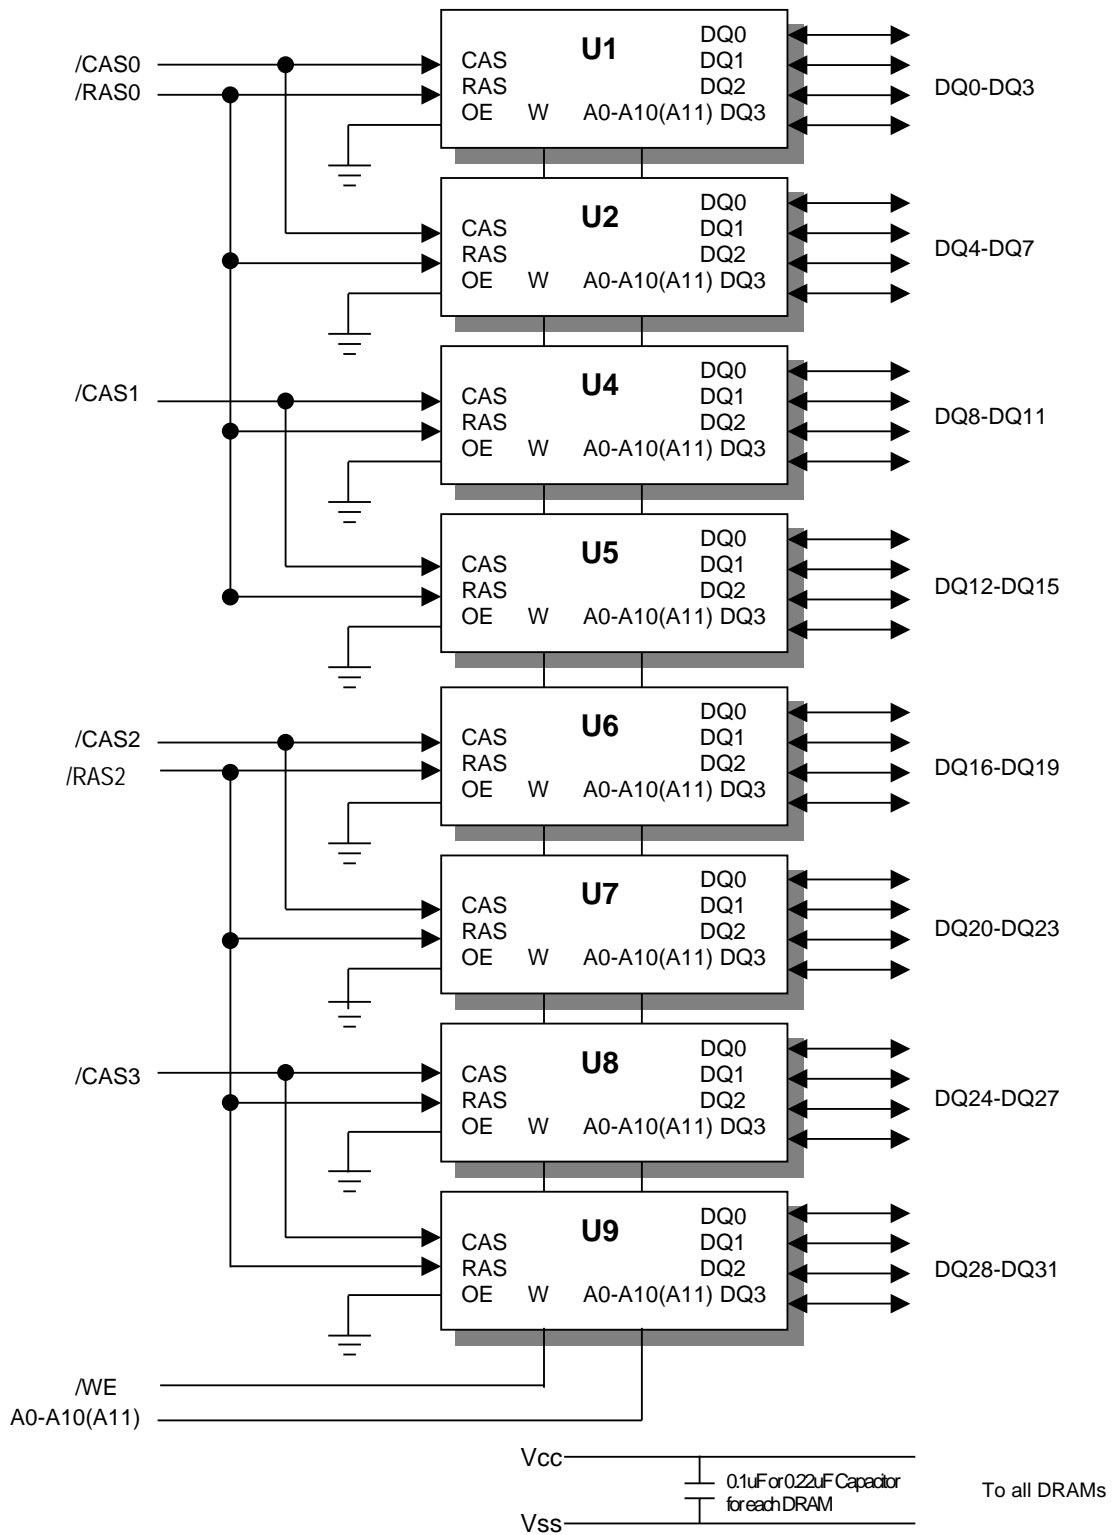 /CAS0
/RAS0
U1
CAS
RAS
OE W A0-A10(A11) DQ3
DQ0
DQ1
DQ2
DQ0-DQ3
U2
CAS
RAS
OE W A0-A10(A11) DQ3
DQ0
DQ1
DQ2
DQ4-DQ7
/CAS1
U4
CAS
RAS
OE W A0-A10(A11) DQ3
DQ0
DQ1
DQ2
DQ8-DQ11
U5
CAS
RAS
OE W A0-A10(A11) DQ3
DQ0
DQ1
DQ2
DQ12-DQ15
/CAS2
/RAS2
U6
CAS
RAS
OE W A0-A10(A11) DQ3
DQ0
DQ1
DQ2
DQ16-DQ19
U7
CAS
RAS
OE W A0-A10(A11) DQ3
DQ0
DQ1
DQ2
DQ20-DQ23
/CAS3
U8
CAS
RAS
OE W A0-A10(A11) DQ3
DQ0
DQ1
DQ2
DQ24-DQ27
U9
CAS
RAS
OE W A0-A10(A11) DQ3
DQ0
DQ1
DQ2
DQ28-DQ31
/WE
A0-A10(A11)
Vcc
0.1uF or 0.22uF Capacitor
for each DRAM
To all DRAMs
Vss